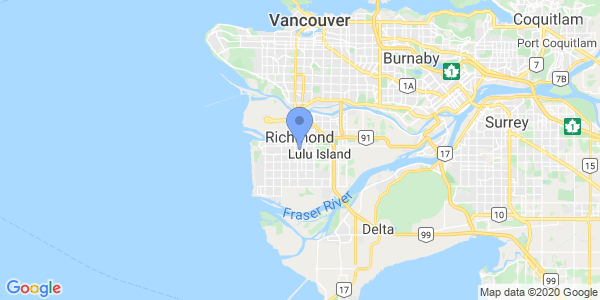 Vancouver
Coquitlam
Port Coquitlam
Burnaby
7
1
7B
1A
Surrey
1
Richmond
91
Lulu Island
17
Fraser River
10
15
Delta
99
17
99
Google
Map data ©2020 Google